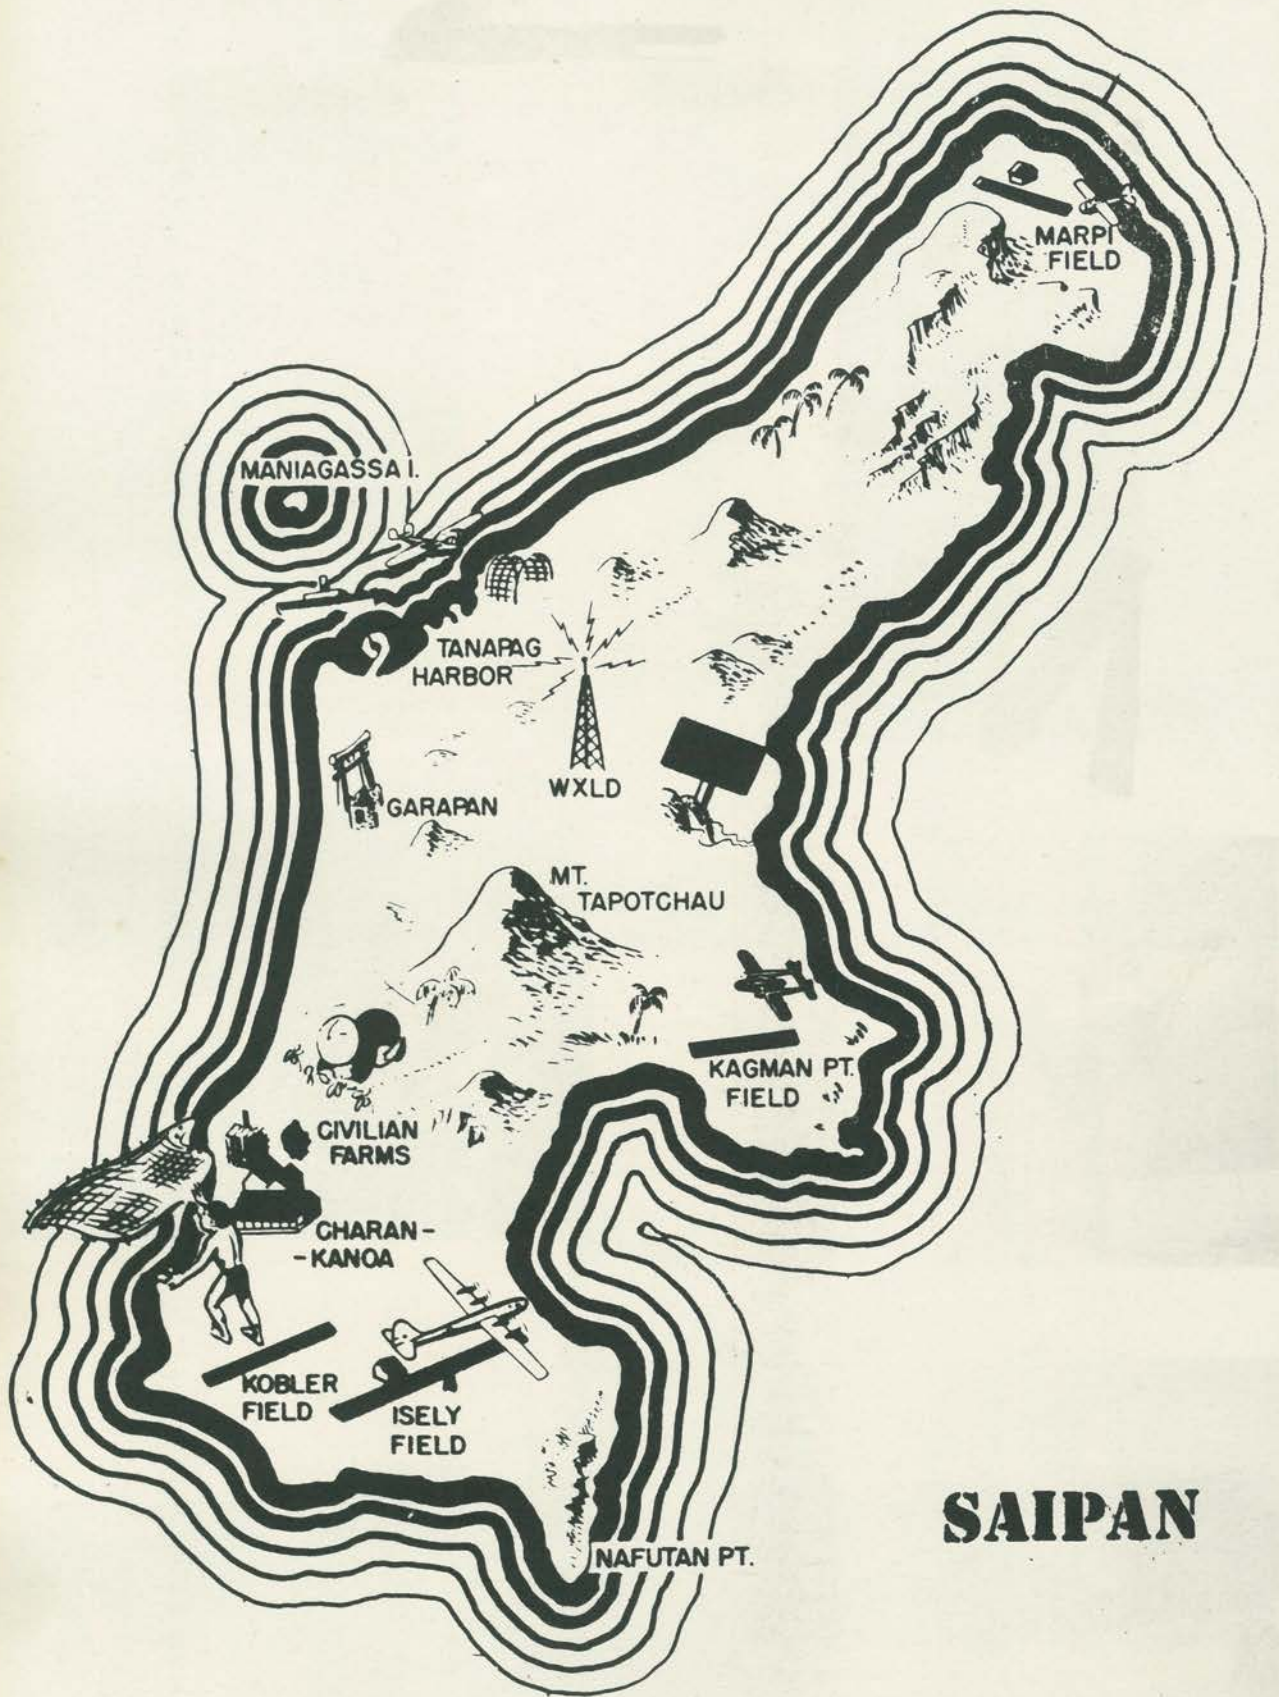 MARPI
FIELD
MANIAGASSA I.
TANAPAG
HARBOR
WXLD
GARAPAN
MT.
TAPOTCHAU
KAGMAN PT.
FIELD
CIVILIAN
FARMS
CHARAN-
-KANOA
KOBLER
FIELD
ISELY
FIELD
SAIPAN
NAFUTAN PT.